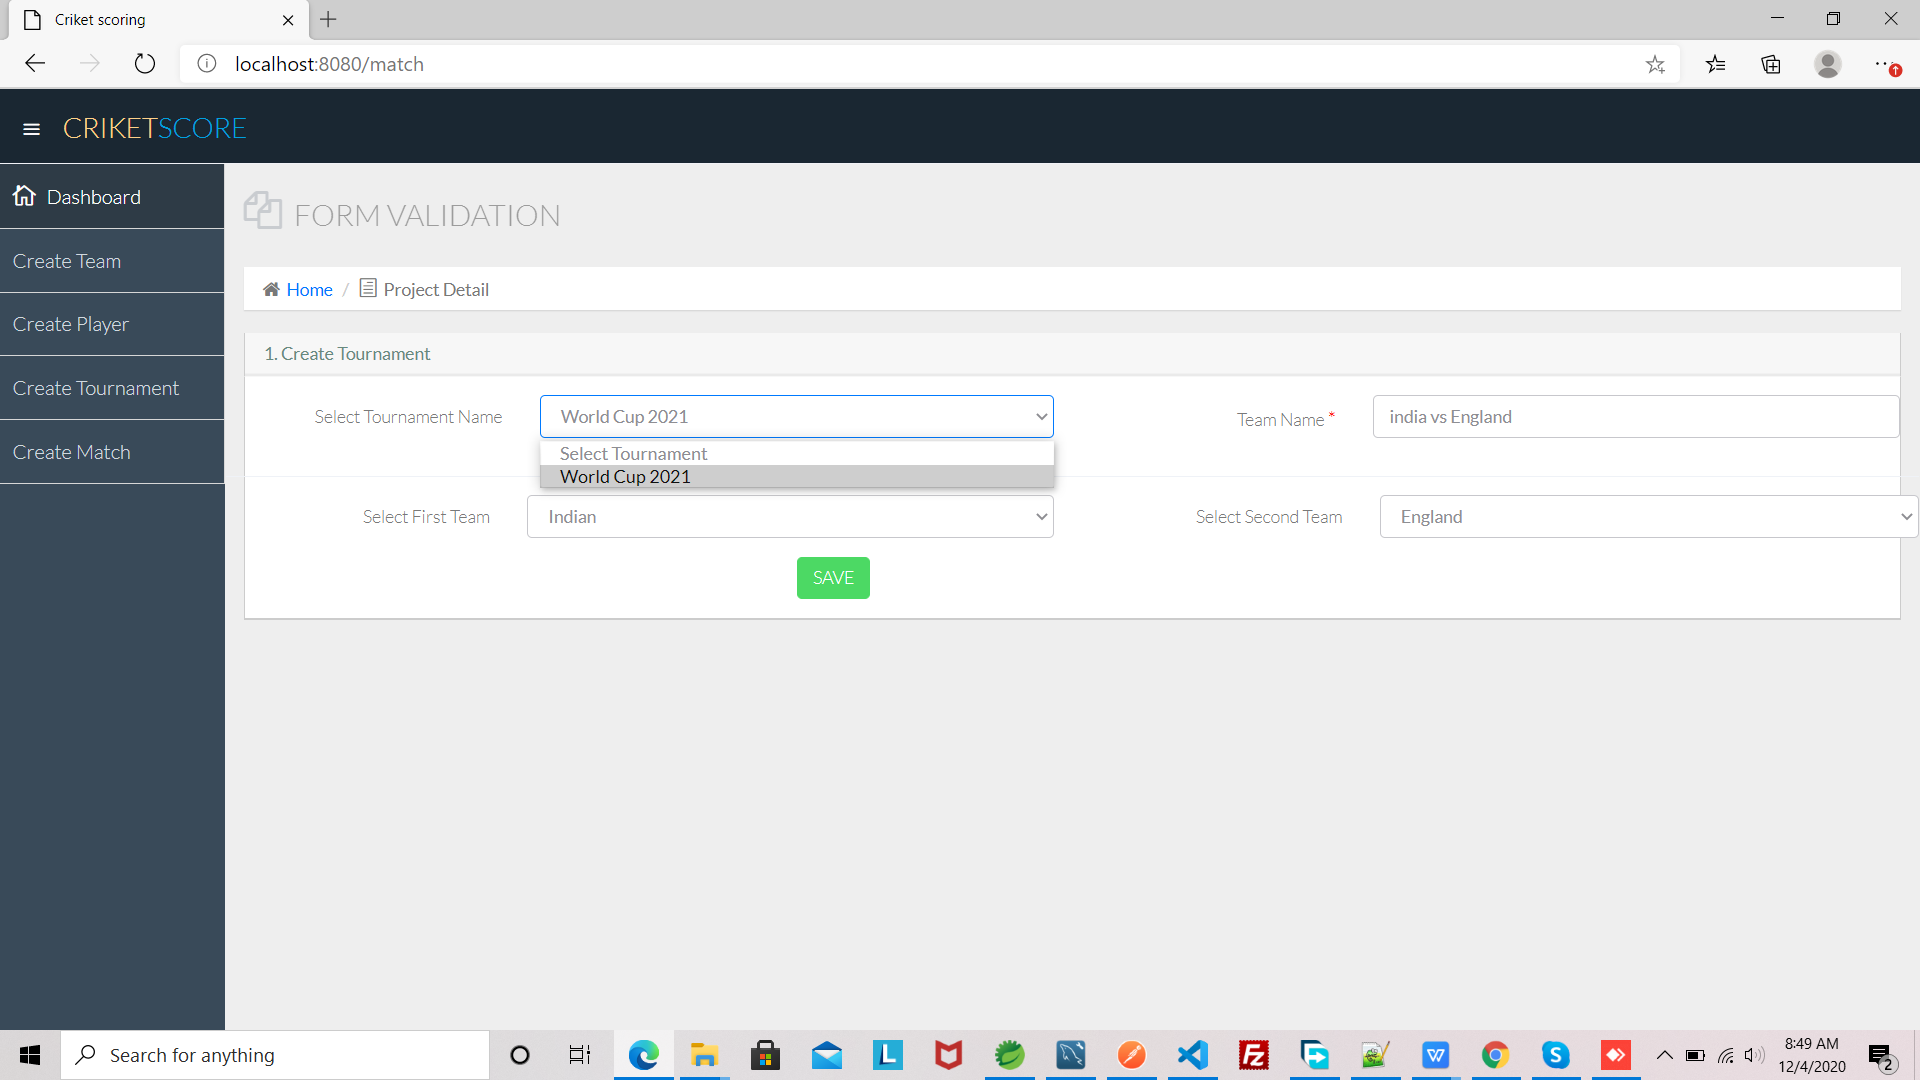 Criket scoring
localhost:8080/match
CRIKETSCORE
Dashboard
Create Team
Create Player
Create Tournament
Create Match
FORM VALIDATION
Home / Project Detail
1. Create Tournament
Select Tournament Name World Cup 2021 Team Name * india vs England
Select Tournament
World Cup 2021
Select First Team Indian Select Second Team England
SAVE
Search for anything
L
W
S
8:49 AM
12/4/2020
2